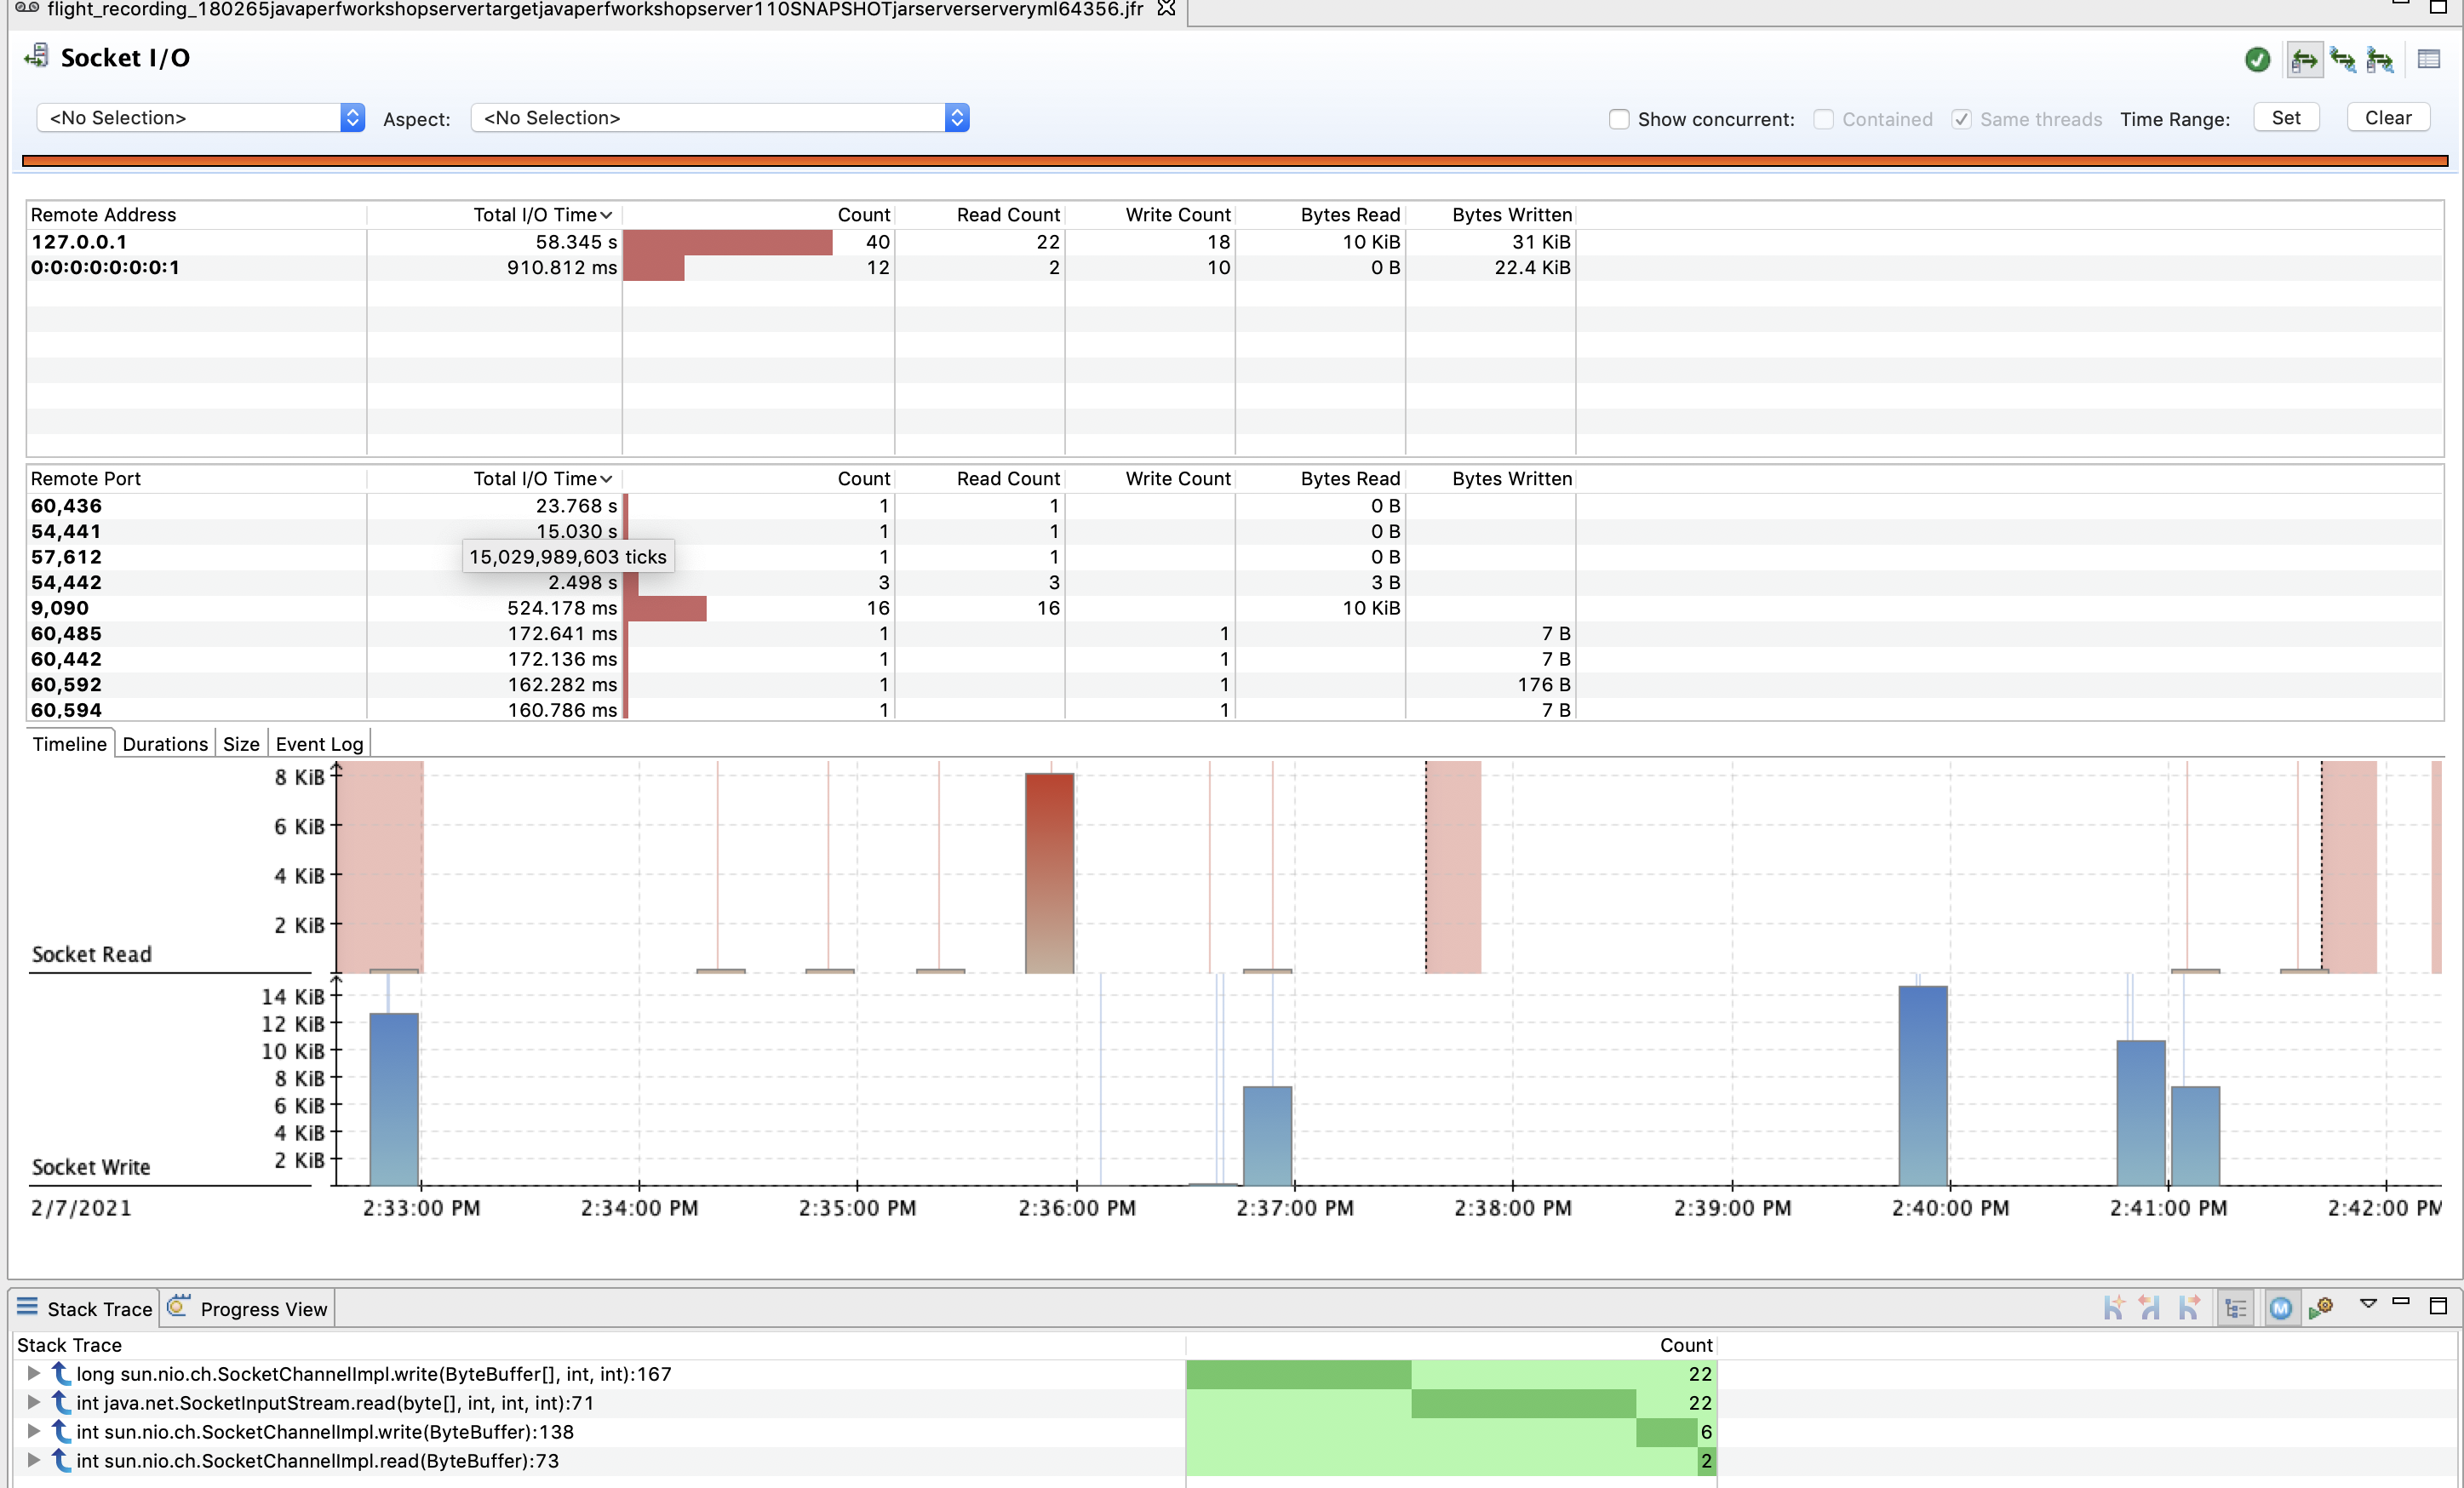 flight_recording_180265javaperfworkshopservertargetjavaperfworkshopserver110SNAPSHOTjarserverserveryml64356.jfr
Socket I/O
<No Selection> Aspect: <No Selection> Show concurrent: Contained Same threads Time Range: Set Clear
Remote Address Total I/O Time Count Read Count Write Count Bytes Read Bytes Written
127.0.0.1 58.345 s 40 22 18 10 KiB 31 KiB
0:0:0:0:0:0:0:1 910.812 ms 12 2 10 0 B 22.4 KiB
Remote Port Total I/O Time Count Read Count Write Count Bytes Read Bytes Written
60,436 23.768 s 1 1 0 B
54,441 15.030 s 1 1 0 B
57,612 15,029,989,603 ticks 1 1 0 B
54,442 2.498 s 3 3 3 B
9,090 524.178 ms 16 16 10 KiB
60,485 172.641 ms 1 1 7 B
60,442 172.136 ms 1 1 7 B
60,592 162.282 ms 1 1 176 B
60,594 160.786 ms 1 1 7 B
Timeline Durations Size Event Log
8 KiB
6 KiB
4 KiB
2 KiB
Socket Read
14 KiB
12 KiB
10 KiB
8 KiB
6 KiB
4 KiB
2 KiB
Socket Write
2/7/2021 2:33:00 PM 2:34:00 PM 2:35:00 PM 2:36:00 PM 2:37:00 PM 2:38:00 PM 2:39:00 PM 2:40:00 PM 2:41:00 PM 2:42:00 PM
Stack Trace Progress View
Stack Trace Count
long sun.nio.ch.SocketChannelImpl.write(ByteBuffer[], int, int):167 22
int java.net.SocketInputStream.read(byte[], int, int, int):71 22
int sun.nio.ch.SocketChannelImpl.write(ByteBuffer):138 6
int sun.nio.ch.SocketChannelImpl.read(ByteBuffer):73 2